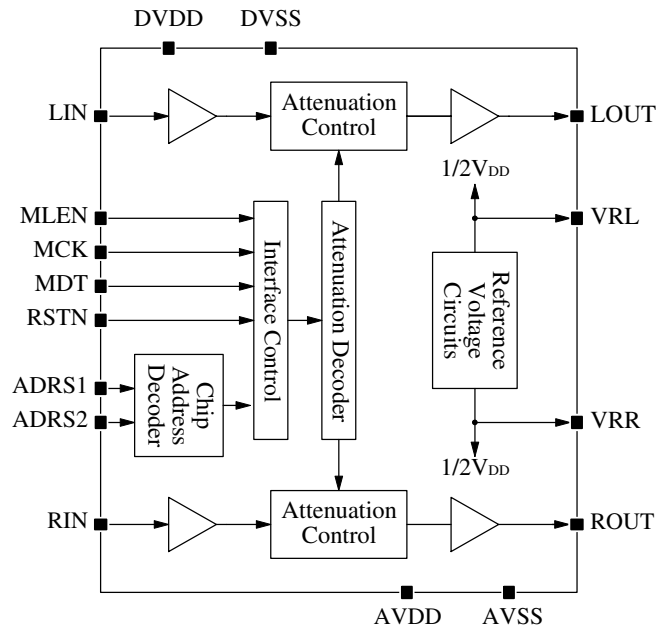 DVDD
DVSS
LIN
Attenuation
Control
LOUT
1/2VDD
MLEN
VRL
MCK
MDT
RSTN
Interface Control
Attenuation Decoder
Reference
Voltage
Circuits
ADRS1
ADRS2
Chip
Address
Decoder
VRR
1/2VDD
RIN
Attenuation
Control
ROUT
AVDD
AVSS